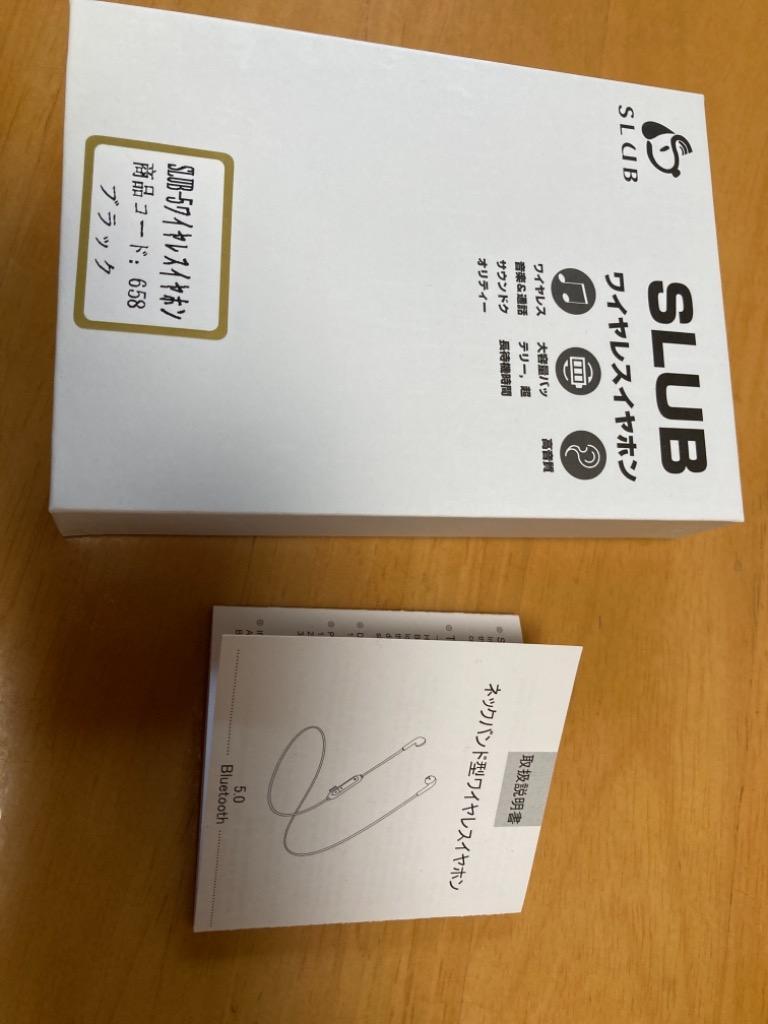 SLUB
SLUB
ワイヤレスイヤホン
ワイヤレス
音楽&通話
サウンドク
オリティー
大容量バッ
テリー，超
長待機時間
高音質
SLUB-5ワイヤレスイヤホン
商品コード: 658
ブラック
取扱説明書
ネックバンド型ワイヤレスイヤホン
5.0
Bluetooth